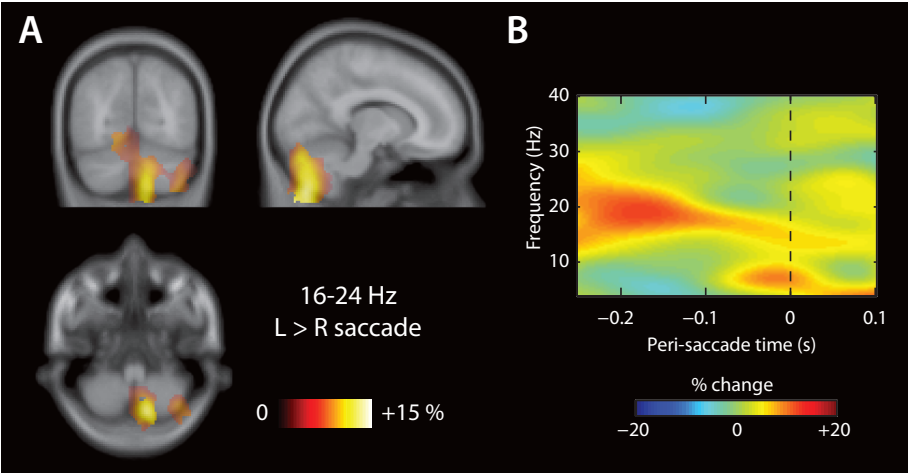 A
16-24 Hz
L > R saccade
0
+15 %
B
40
30
20
10
Frequency (Hz)
−0.2
−0.1
0
0.1
Peri-saccade time (s)
% change
−20
0
+20